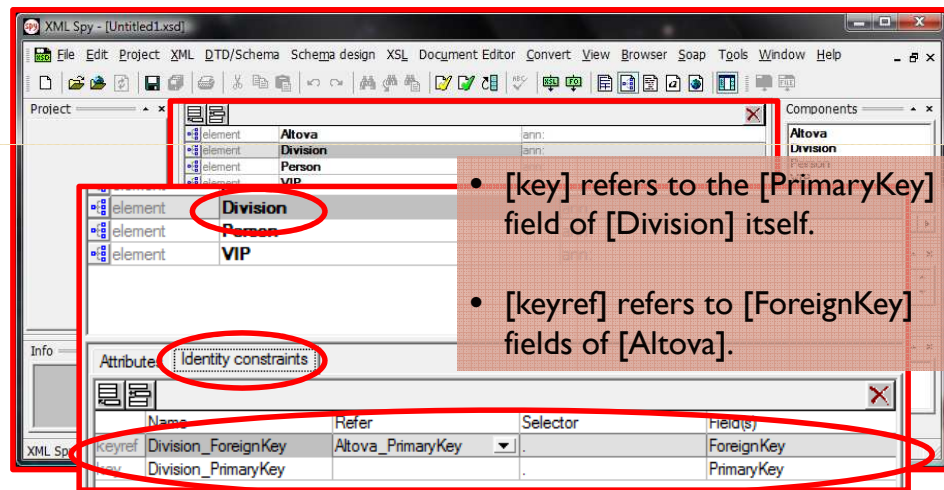 XML Spy - [Untitled1.xsd]
File Edit Project XML DTD/Schema Schema design XSL Document Editor Convert View Browser Soap Tools Window Help
Project
Components
element Altova ann:
element Division ann:
element Person
element VIP
Altova
Division
Person
VIP
element Division
element Person
element VIP ann:
• [key] refers to the [PrimaryKey]
field of [Division] itself.
• [keyref] refers to [ForeignKey]
fields of [Altova].
Info
Attributes Identity constraints
Name Refer Selector Field(s)
keyref Division_ForeignKey Altova_PrimaryKey . ForeignKey
key Division_PrimaryKey . PrimaryKey
XML Sp